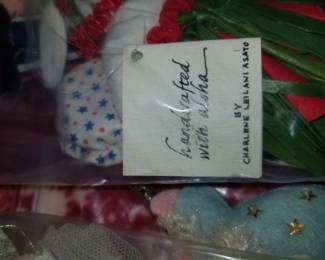 handcrafted
with aloha
BY
CHARLENE LEILANI ASATO